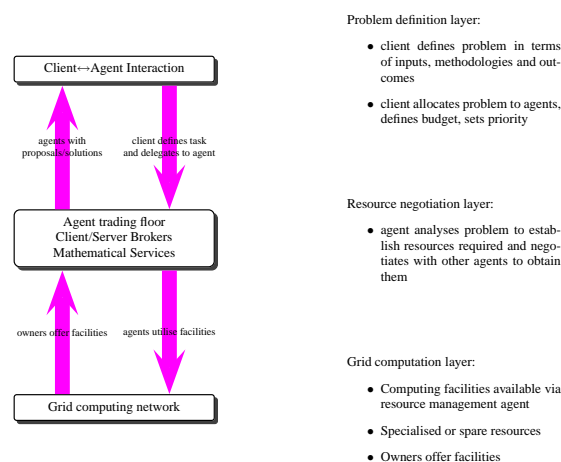 Client↔Agent Interaction
agents with
proposals/solutions
client defines task
and delegates to agent
Agent trading floor
Client/Server Brokers
Mathematical Services
owners offer facilities
agents utilise facilities
Grid computing network
Problem definition layer:
• client defines problem in terms
of inputs, methodologies and out-
comes
• client allocates problem to agents,
defines budget, sets priority
Resource negotiation layer:
• agent analyses problem to estab-
lish resources required and nego-
tiates with other agents to obtain
them
Grid computation layer:
• Computing facilities available via
resource management agent
• Specialised or spare resources
• Owners offer facilities